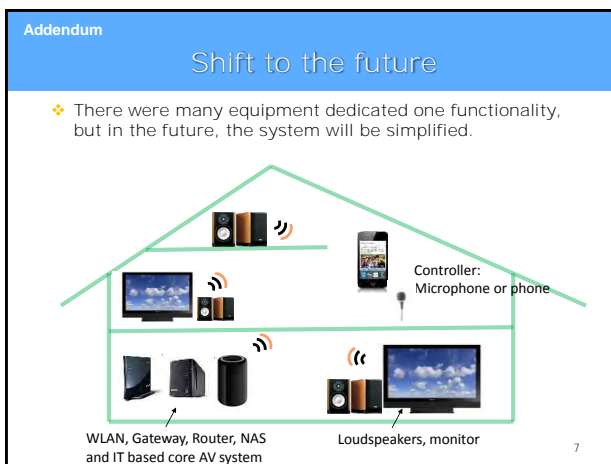 Addendum
Shift to the future
There were many equipment dedicated one functionality,
but in the future, the system will be simplified.
Controller:
Microphone or phone
WLAN, Gateway, Router, NAS
and IT based core AV system
Loudspeakers, monitor
7